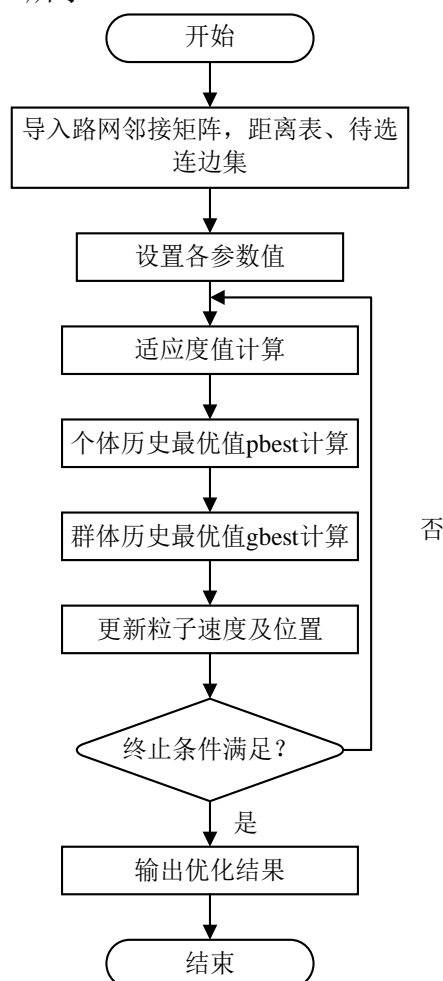 开始
导入路网邻接矩阵，距离表、待选
连边集
设置各参数值
适应度值计算
个体历史最优值pbest计算
群体历史最优值gbest计算
否
更新粒子速度及位置
终止条件满足？
是
输出优化结果
结束